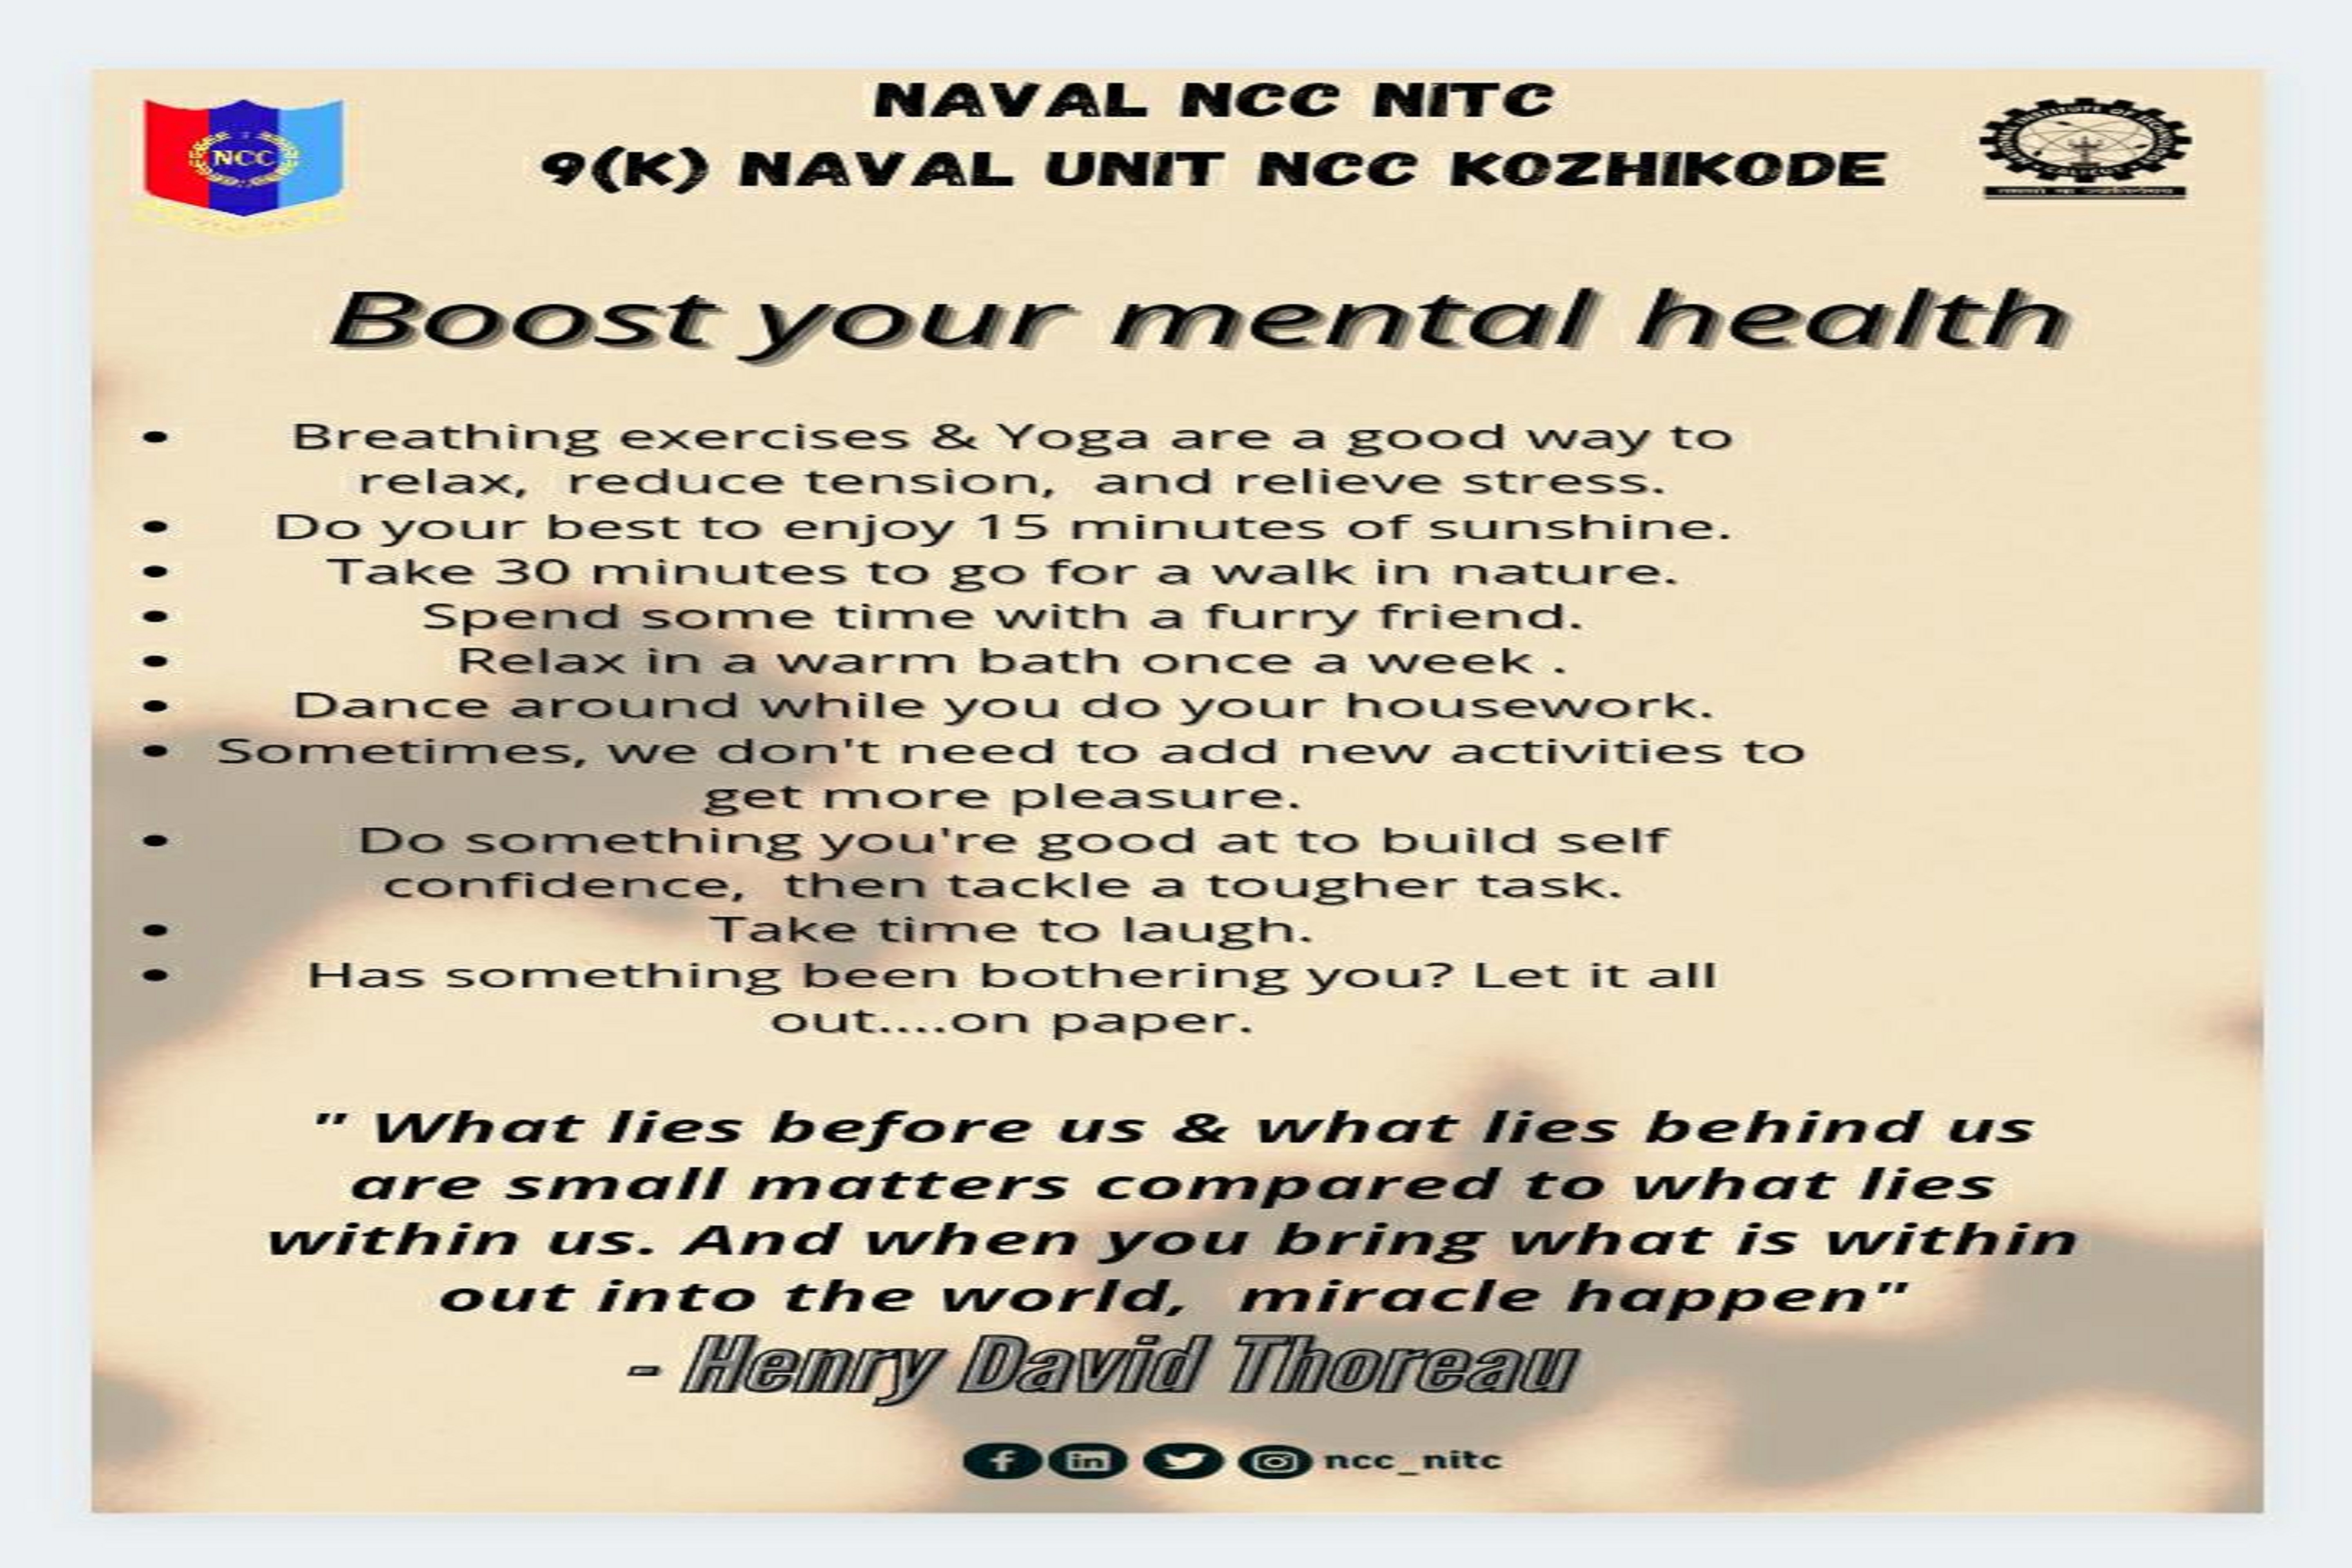 NAVAL NCC NITC
9(K) NAVAL UNIT NCC KOZHIKODE
NCC
Boost your mental health
• Breathing exercises & Yoga are a good way to
relax, reduce tension, and relieve stress.
• Do your best to enjoy 15 minutes of sunshine.
• Take 30 minutes to go for a walk in nature.
• Spend some time with a furry friend.
• Relax in a warm bath once a week .
• Dance around while you do your housework.
• Sometimes, we don't need to add new activities to
get more pleasure.
• Do something you're good at to build self
confidence, then tackle a tougher task.
• Take time to laugh.
• Has something been bothering you? Let it all
out....on paper.
" What lies before us & what lies behind us
are small matters compared to what lies
within us. And when you bring what is within
out into the world, miracle happen"
- Henry David Thoreau
ncc_nitc